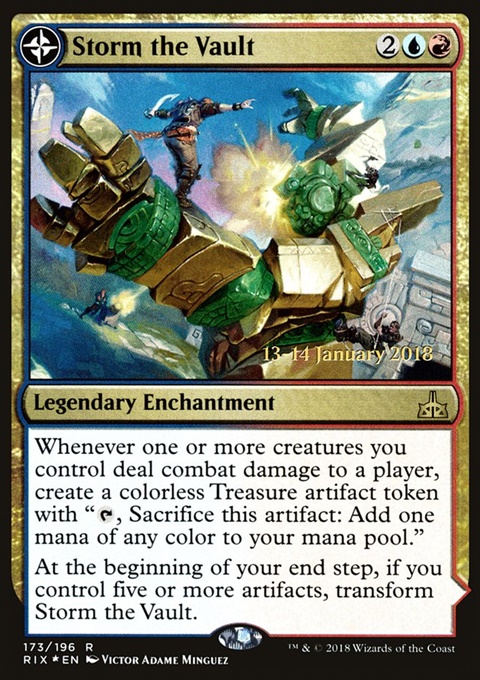 Storm the Vault 2
13-14 January 2018
Legendary Enchantment
Whenever one or more creatures you
control deal combat damage to a player,
create a colorless Treasure artifact token
with “, Sacrifice this artifact: Add one
mana of any color to your mana pool.”
At the beginning of your end step, if you
control five or more artifacts, transform
Storm the Vault.
173/196 R
RIX★EN Victor Adame Minguez
™ & © 2018 Wizards of the Coast